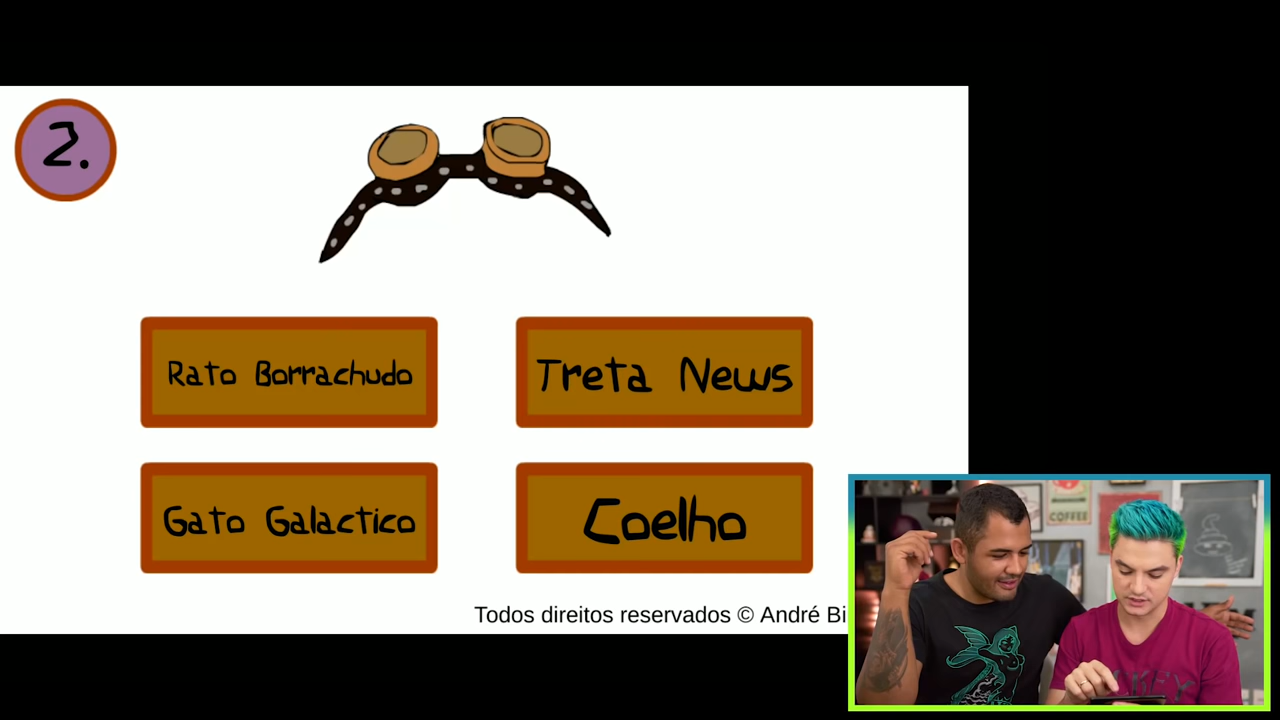 2.
Rato Borrachudo
Treta News
Gato Galactico
Coelho
Todos direitos reservados © André Bi
COFFEE